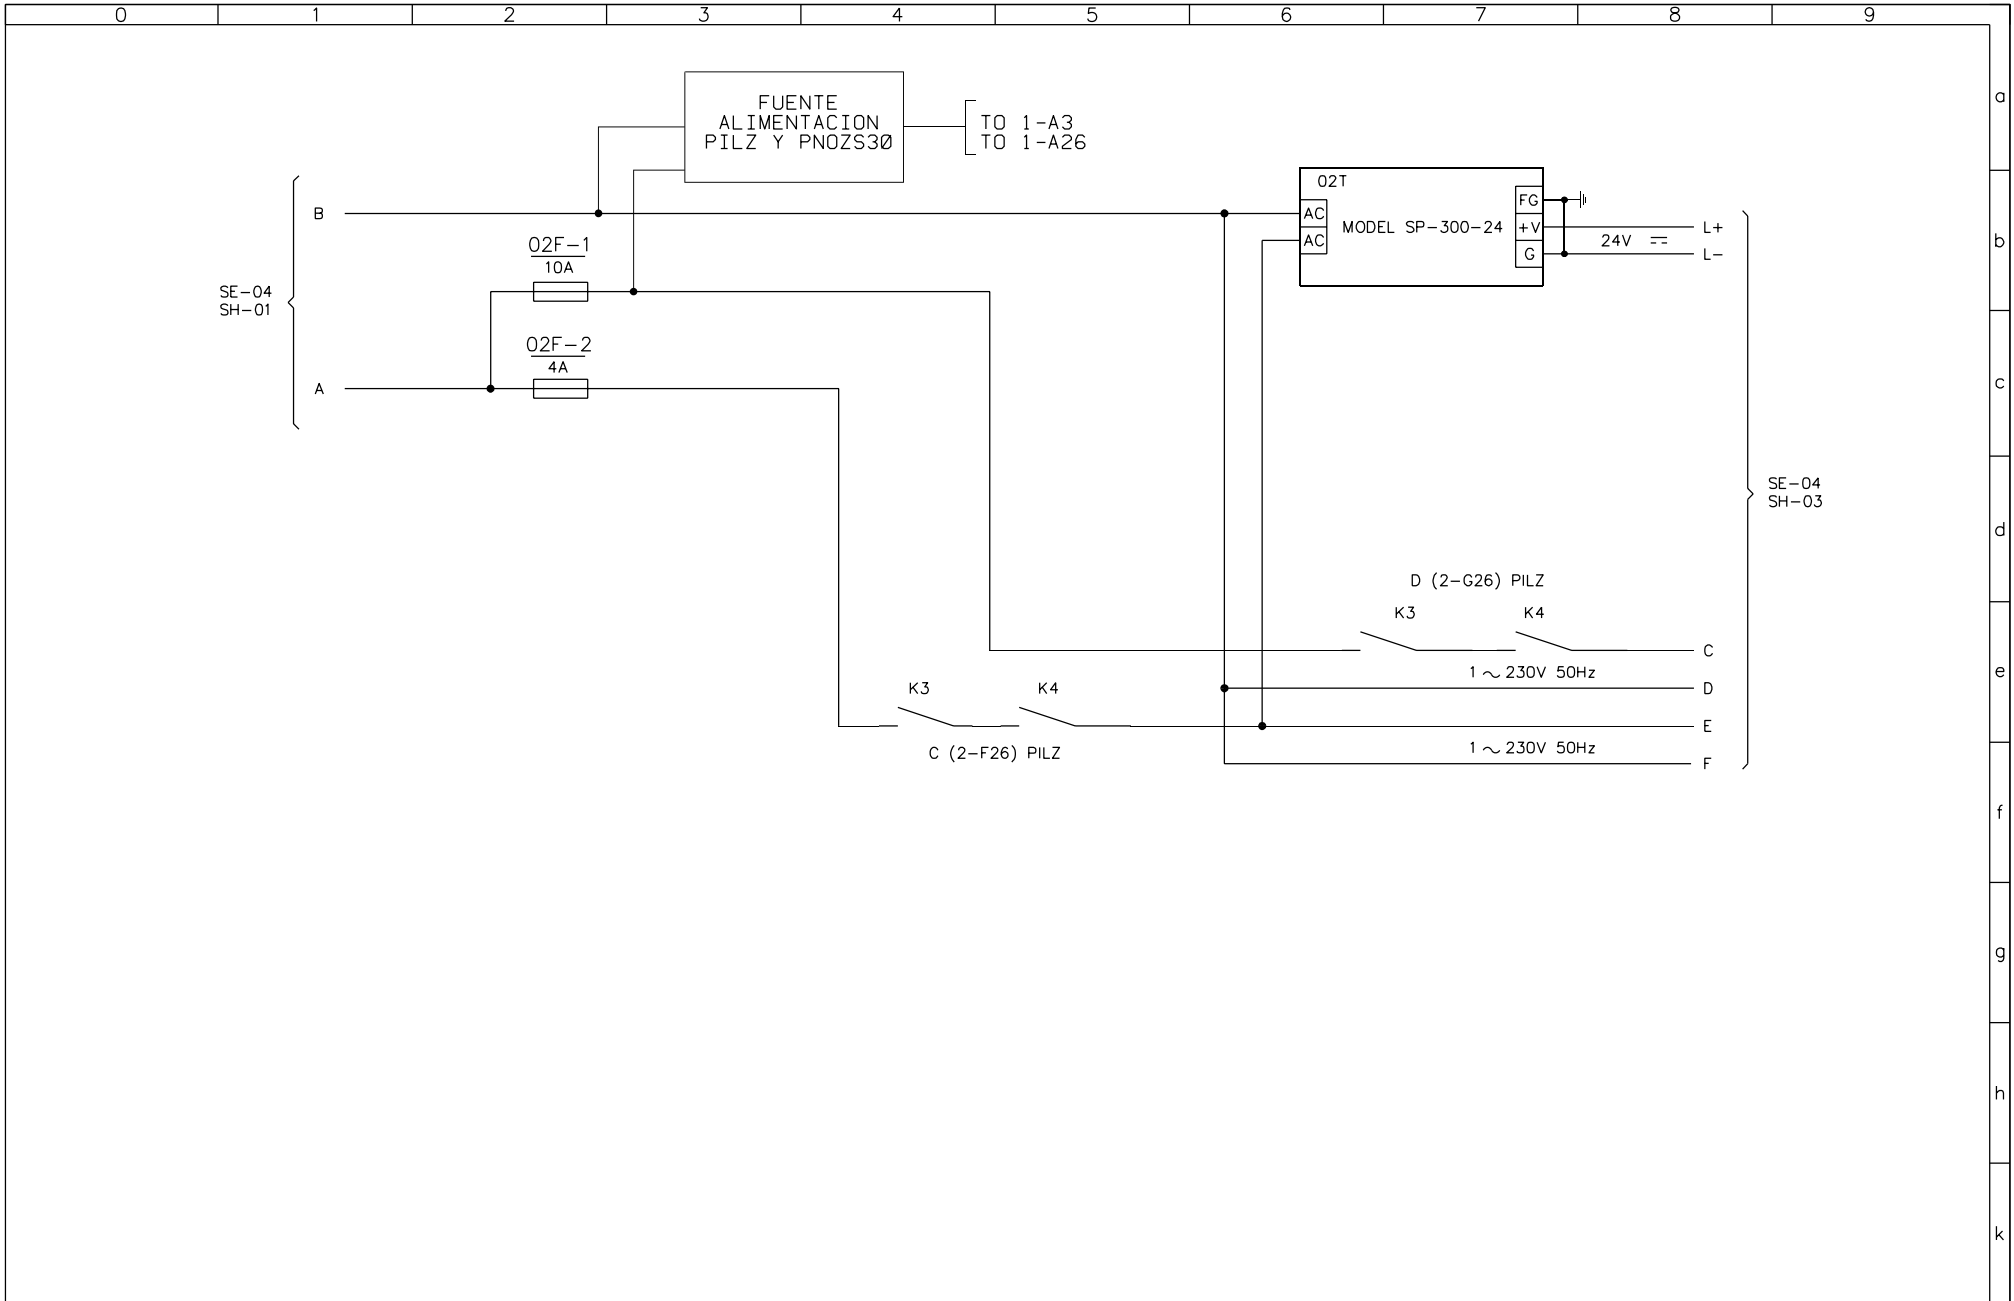 0 1 2 3 4 5 6 7 8 9
a
FUENTE
ALIMENTACION
PILZ Y PNOZS30
TO 1-A3
TO 1-A26
02T
B
AC
AC
MODEL SP-300-24
FG
+V
G
24V
L+
L-
b
02F-1
10A
SE-04
SH-01
02F-2
4A
A
c
SE-04
SH-03
d
D (2-G26) PILZ
K3 K4
C
1 ~ 230V 50Hz
e
K3 K4
D
E
C (2-F26) PILZ
1 ~ 230V 50Hz
F
f
g
h
k